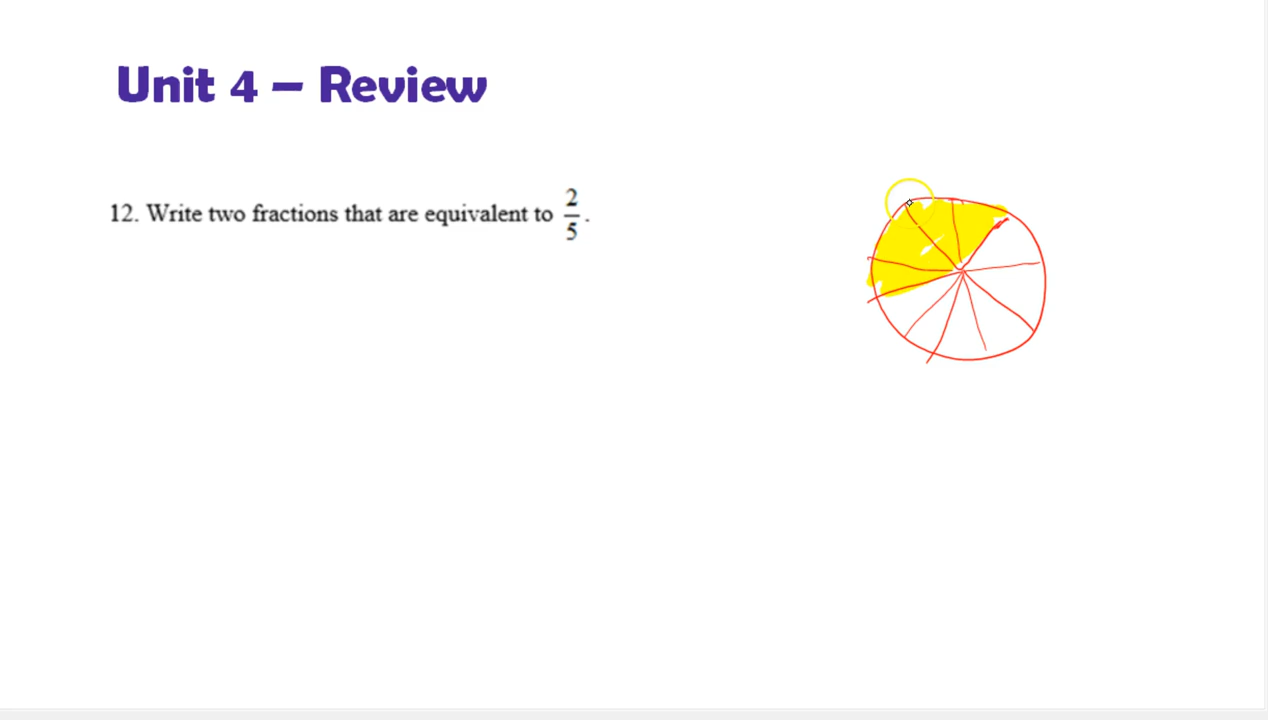 Unit 4 – Review
12. Write two fractions that are equivalent to 2/5.